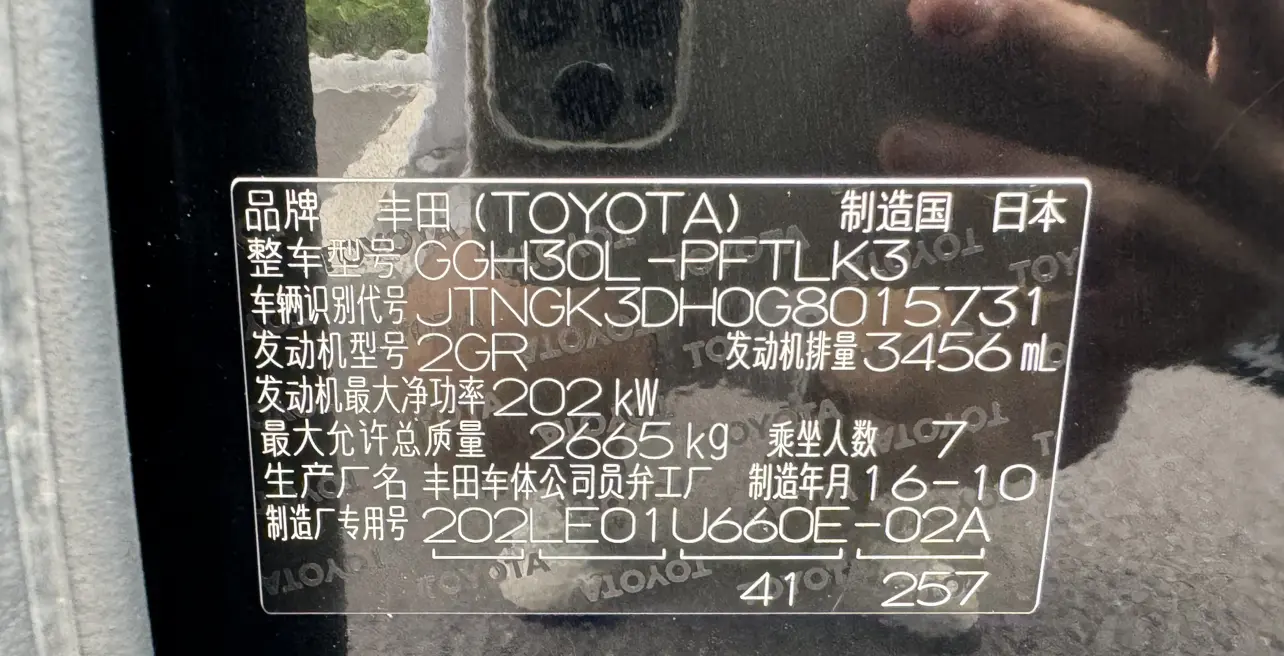 品牌 丰田(TOYOTA) 制造国 日本
整车型号 GGH30L-PFTLK3
车辆识别代号 JTNGK3DH0G8015731
发动机型号 2GR 发动机排量 3456 mL
发动机最大净功率 202 kW
最大允许总质量 2665 kg 乘坐人数 7
生产厂名 丰田车体公司员弁工厂 制造年月 16-10
制造厂专用号 202LE01U660E-02A
41 257